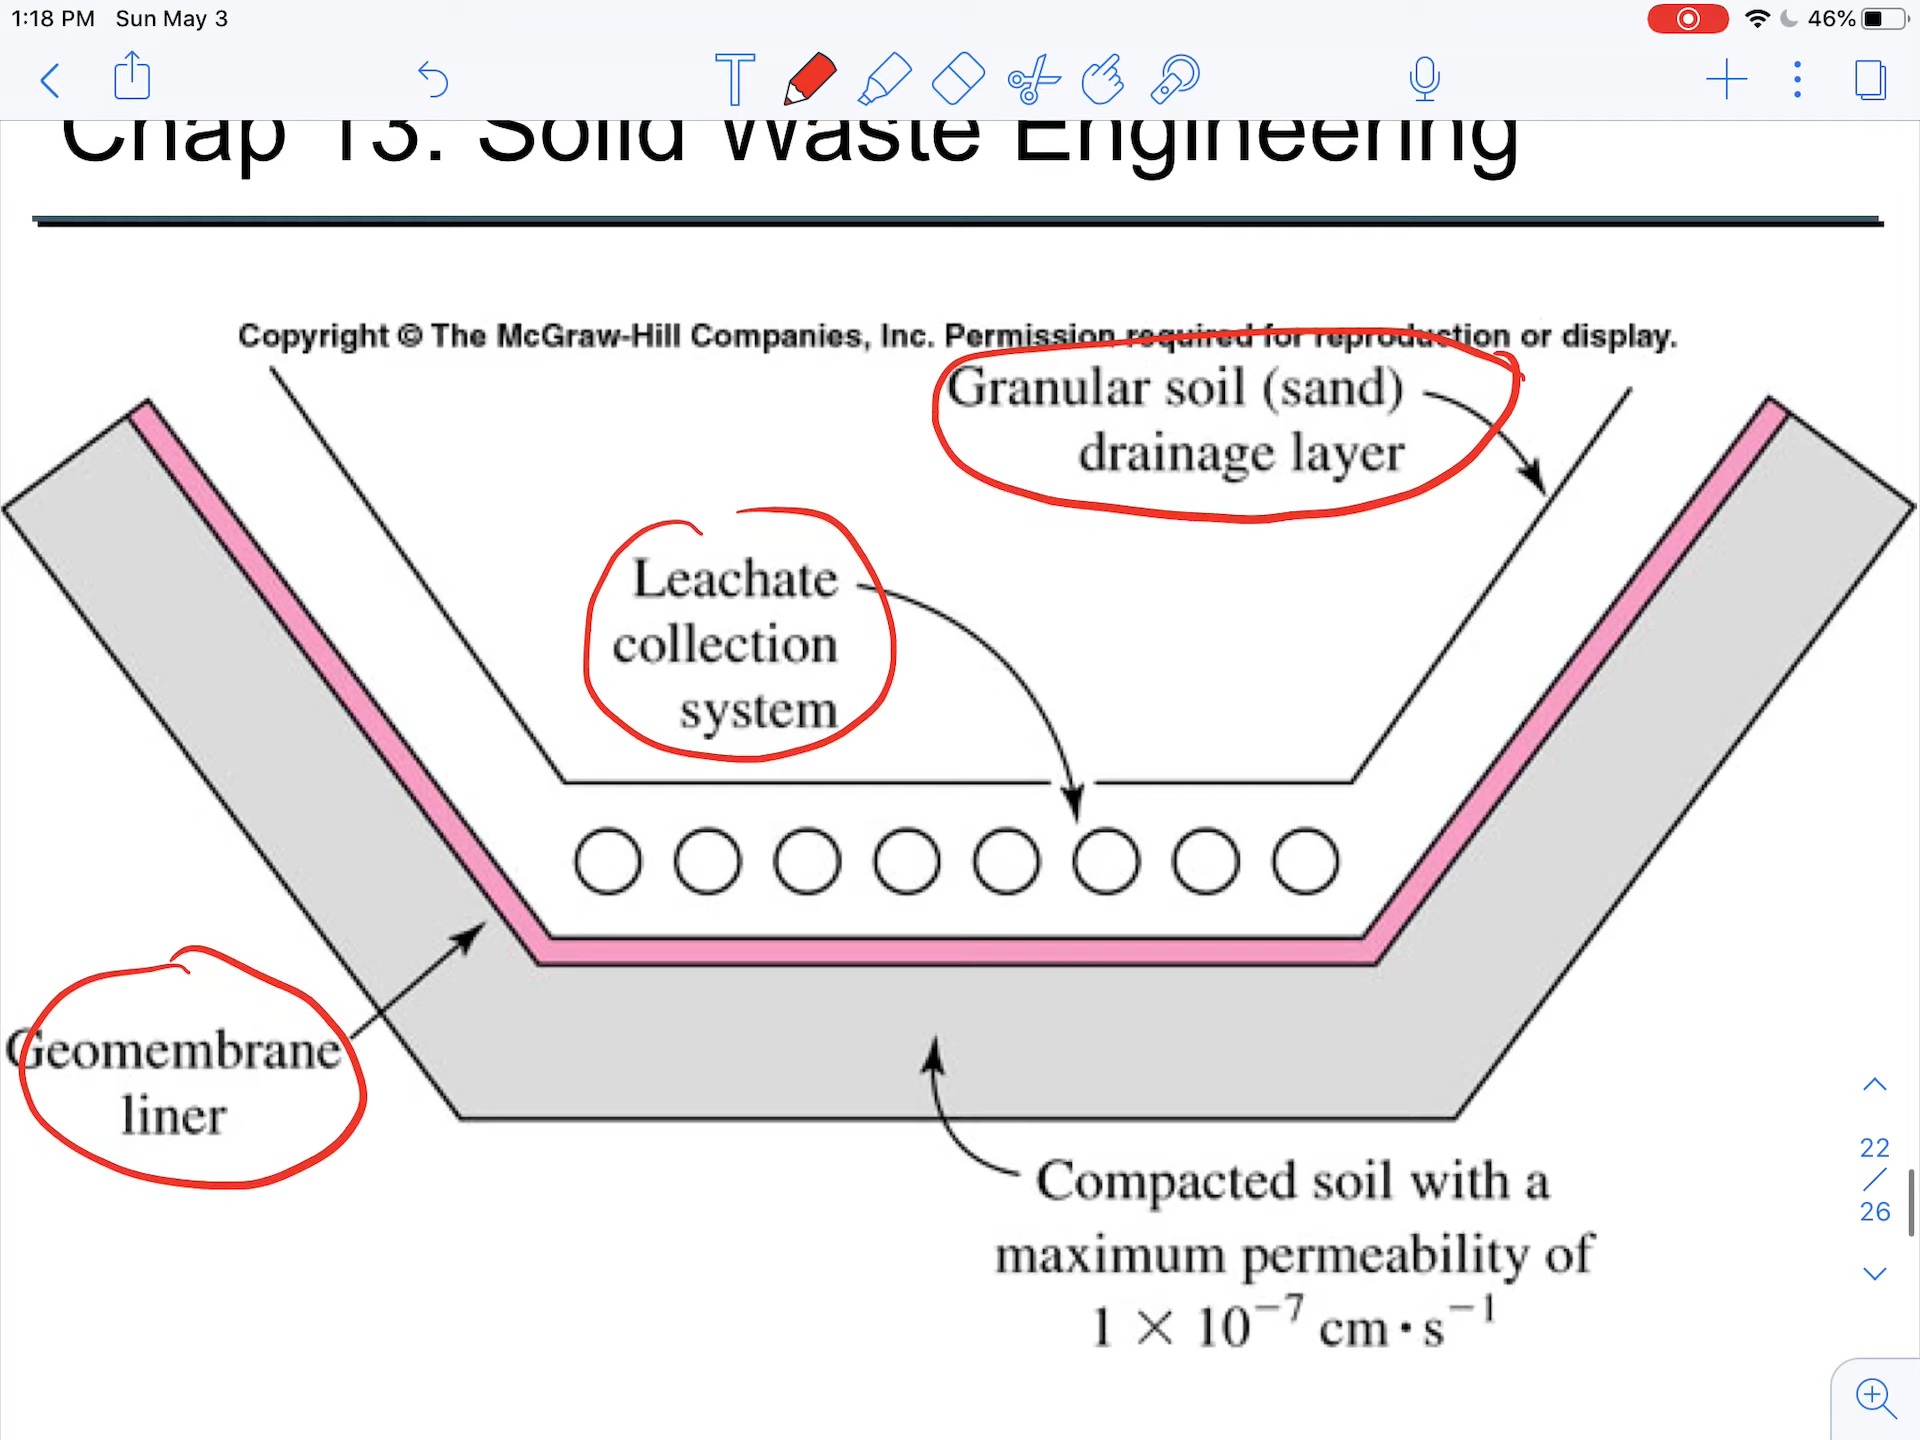 1:18 PM Sun May 3
46%
Chap 13: Solid Waste Engineering
Copyright © The McGraw-Hill Companies, Inc. Permission required for reproduction or display.
Granular soil (sand)
drainage layer
Leachate
collection
system
Geomembrane
liner
Compacted soil with a
maximum permeability of
1 × 10⁻⁷ cm·s⁻¹
22
/
26